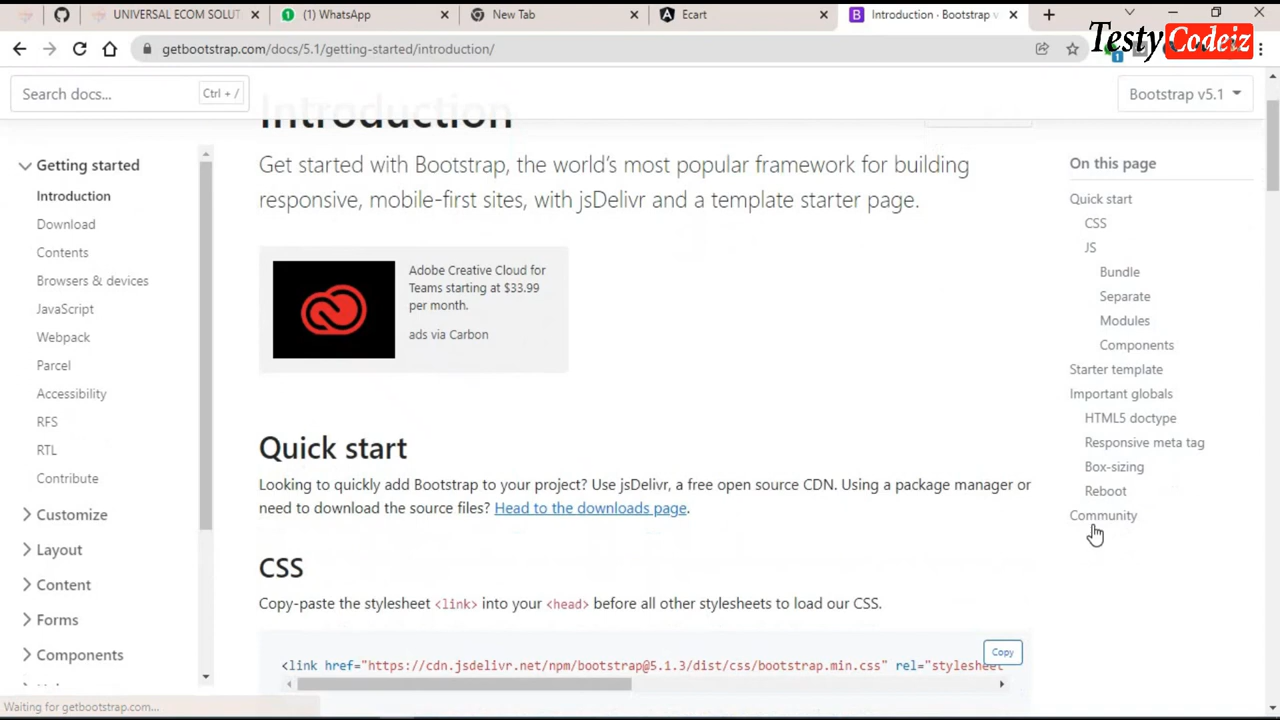 UNIVERSAL ECOM SOLUT
(1) WhatsApp
New Tab
Ecart
Introduction · Bootstrap v
getbootstrap.com/docs/5.1/getting-started/introduction/
TestyCodeiz
1
Search docs...
Ctrl + /
Bootstrap v5.1
Introduction
Get started with Bootstrap, the world's most popular framework for building
responsive, mobile-first sites, with jsDelivr and a template starter page.
Adobe Creative Cloud for
Teams starting at $33.99
per month.
ads via Carbon
Quick start
Looking to quickly add Bootstrap to your project? Use jsDelivr, a free open source CDN. Using a package manager or
need to download the source files? Head to the downloads page.
CSS
Copy-paste the stylesheet <link> into your <head> before all other stylesheets to load our CSS.
Copy
<link href="https://cdn.jsdelivr.net/npm/bootstrap@5.1.3/dist/css/bootstrap.min.css" rel="stylesheet
Getting started
Introduction
Download
Contents
Browsers & devices
JavaScript
Webpack
Parcel
Accessibility
RFS
RTL
Contribute
Customize
Layout
Content
Forms
Components
On this page
Quick start
CSS
JS
Bundle
Separate
Modules
Components
Starter template
Important globals
HTML5 doctype
Responsive meta tag
Box-sizing
Reboot
Community
Waiting for getbootstrap.com...